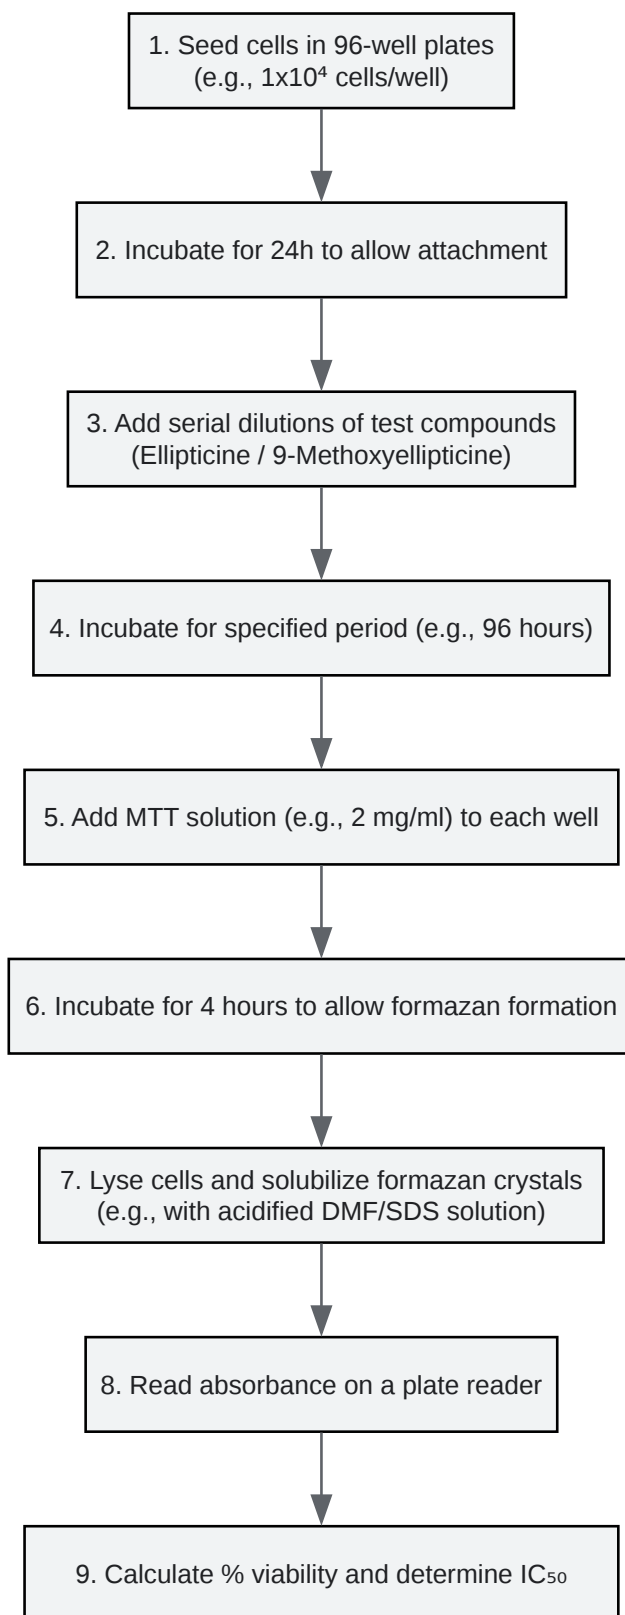 1. Seed cells in 96-well plates
(e.g., 1x10⁴ cells/well)
2. Incubate for 24h to allow attachment
3. Add serial dilutions of test compounds
(Ellipticine / 9-Methoxyellipticine)
4. Incubate for specified period (e.g., 96 hours)
5. Add MTT solution (e.g., 2 mg/ml) to each well
6. Incubate for 4 hours to allow formazan formation
7. Lyse cells and solubilize formazan crystals
(e.g., with acidified DMF/SDS solution)
8. Read absorbance on a plate reader
9. Calculate % viability and determine IC₅₀